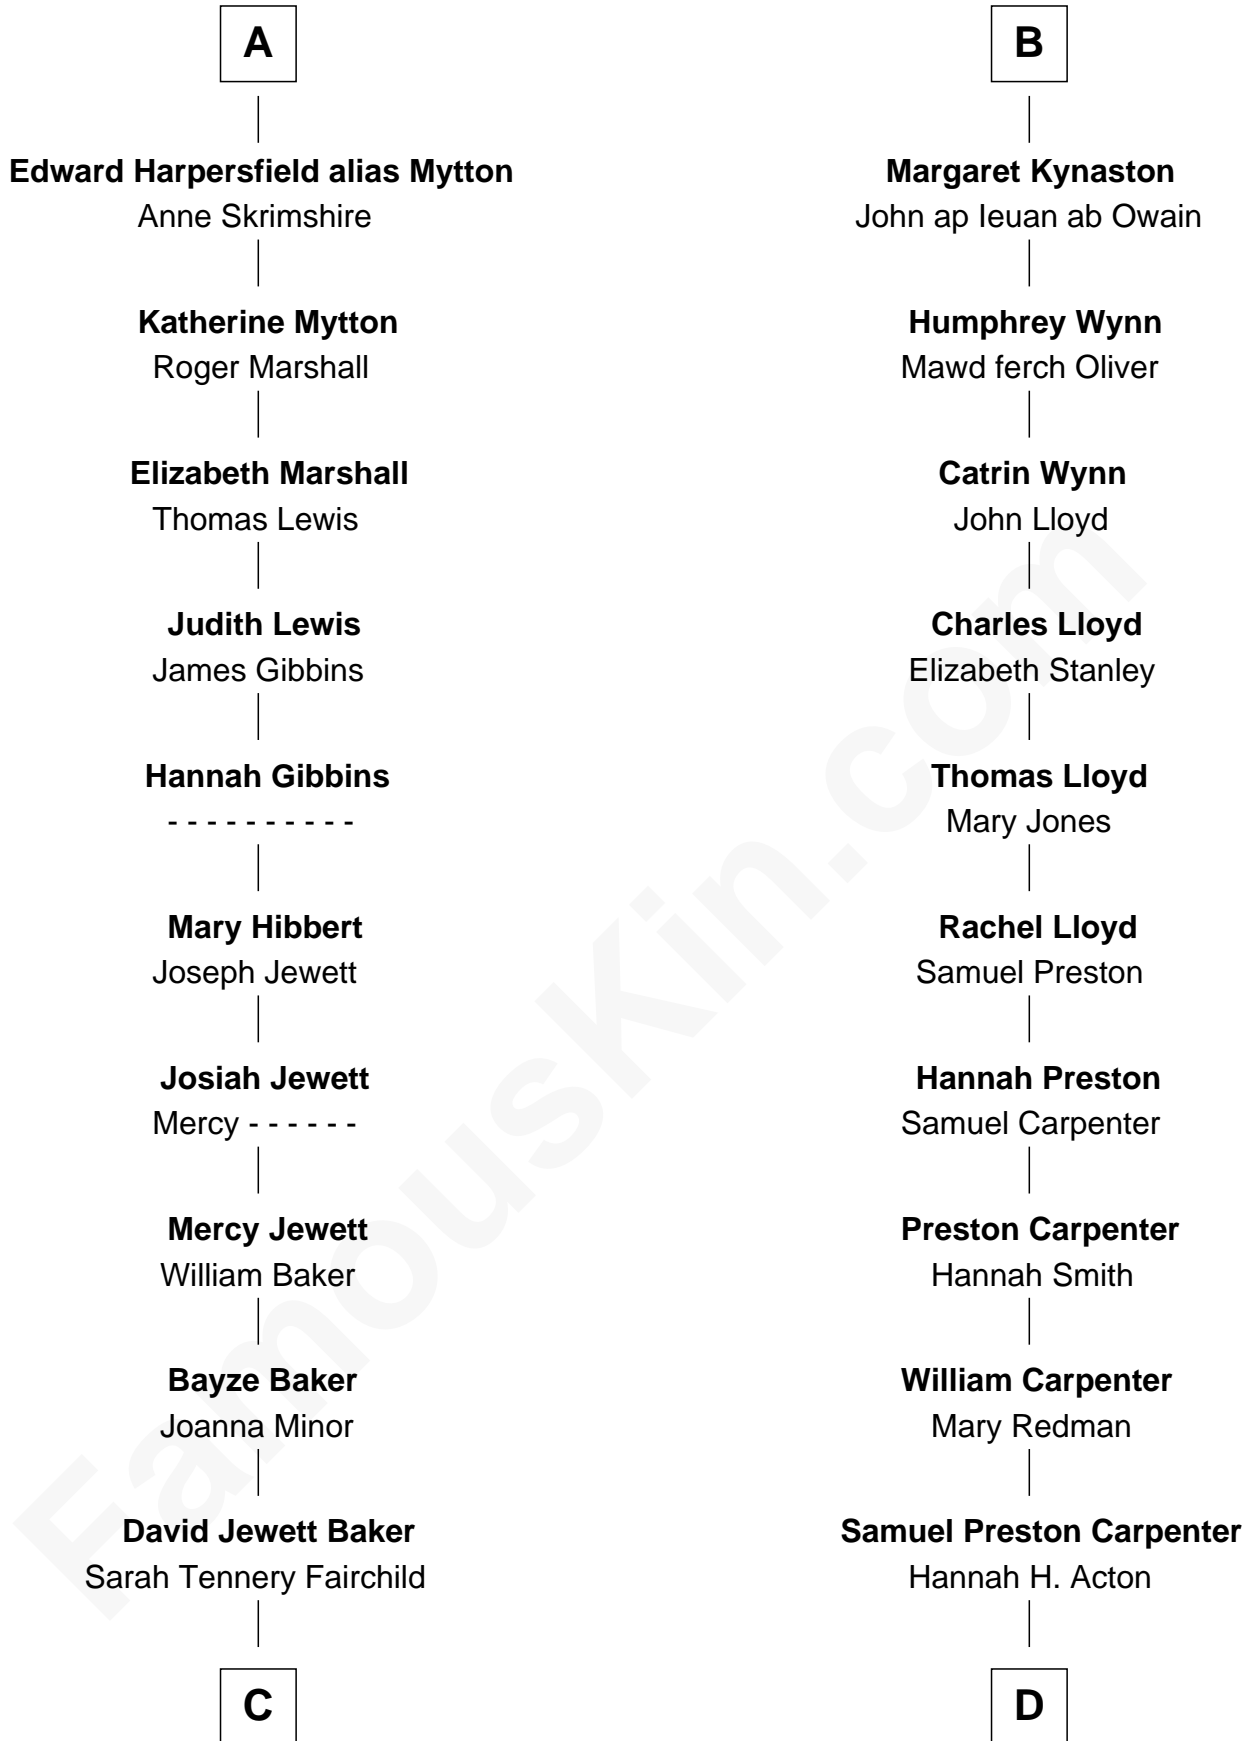 A
Edward Harpersfield alias Mytton
Anne Skrimshire
Katherine Mytton
Roger Marshall
Elizabeth Marshall
Thomas Lewis
Judith Lewis
James Gibbins
Hannah Gibbins
- - - - - - - - - -
Mary Hibbert
Joseph Jewett
Josiah Jewett
Mercy - - - - - -
Mercy Jewett
William Baker
Bayze Baker
Joanna Minor
David Jewett Baker
Sarah Tennery Fairchild
C
B
Margaret Kynaston
John ap Ieuan ab Owain
Humphrey Wynn
Mawd ferch Oliver
Catrin Wynn
John Lloyd
Charles Lloyd
Elizabeth Stanley
Thomas Lloyd
Mary Jones
Rachel Lloyd
Samuel Preston
Hannah Preston
Samuel Carpenter
Preston Carpenter
Hannah Smith
William Carpenter
Mary Redman
Samuel Preston Carpenter
Hannah H. Acton
D
FamousKin.com